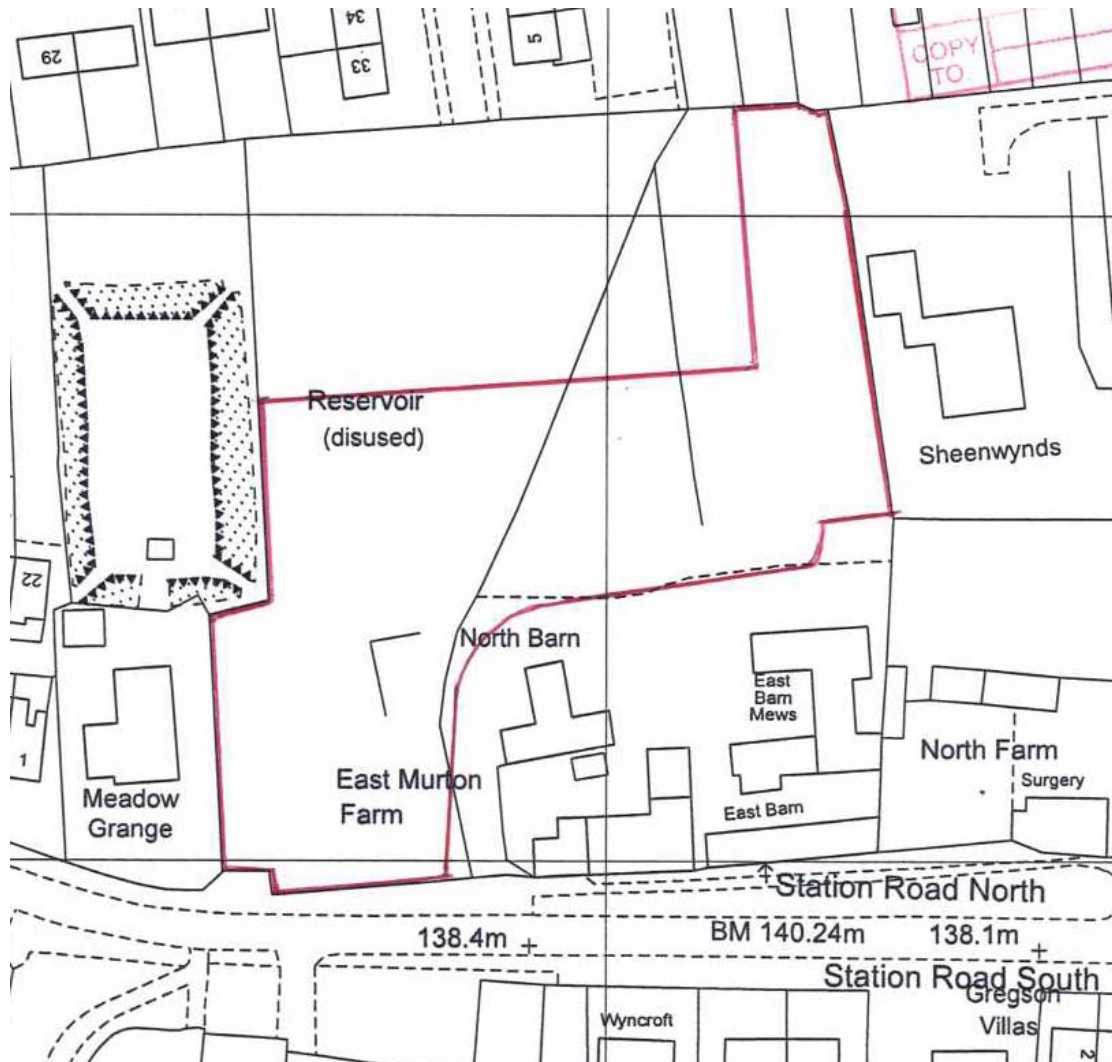 29
34
33
5
COPY
TO
Reservoir
(disused)
Sheenwynds
22
North Barn
East
Barn
Mews
1
Meadow
Grange
East Murton
Farm
North Farm
Surgery
East Barn
Station Road North
138.4m
BM 140.24m
138.1m
Station Road South
Gregson
Villas
Wyncroft
2